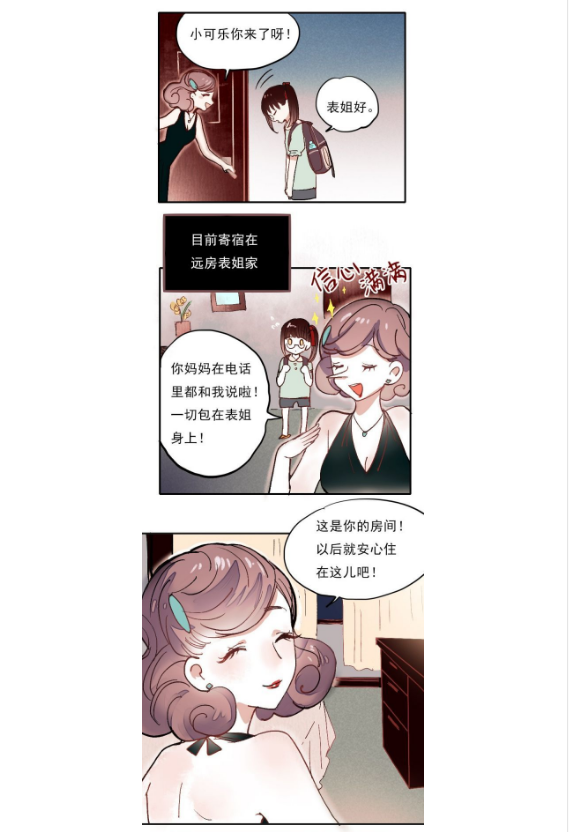 小可乐你来了呀！
表姐好。
目前寄宿在
远房表姐家
信心满满
你妈妈在电话
里都和我说啦！
一切包在表姐
身上！
这是你的房间！
以后就安心住
在这儿吧！